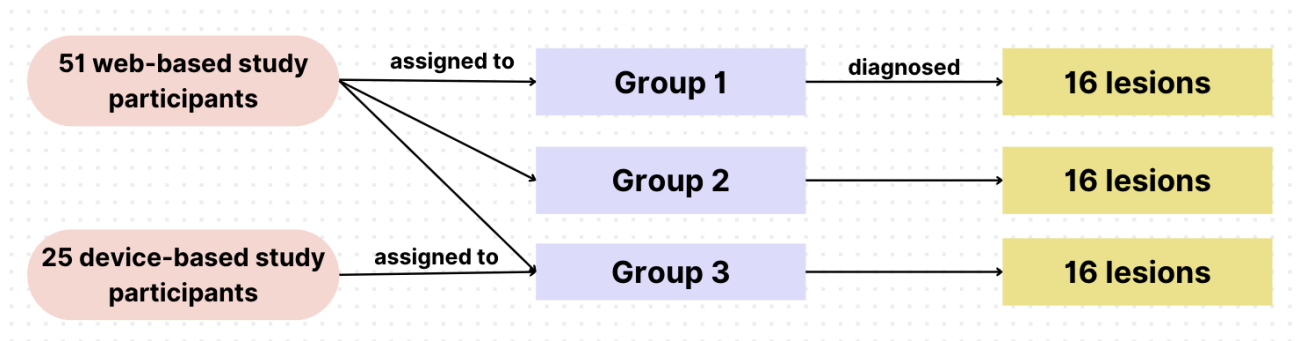 51 web-based study
participants
assigned to
Group 1
diagnosed
16 lesions
Group 2
16 lesions
25 device-based study
participants
assigned to
Group 3
16 lesions